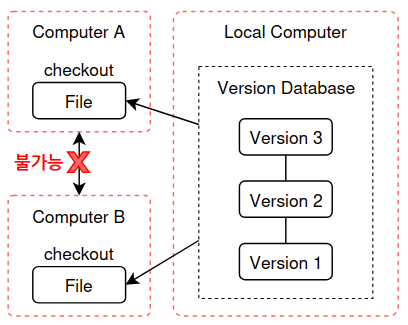 Computer A
checkout
File
불가능
Computer B
checkout
File
Local Computer
Version Database
Version 3
Version 2
Version 1